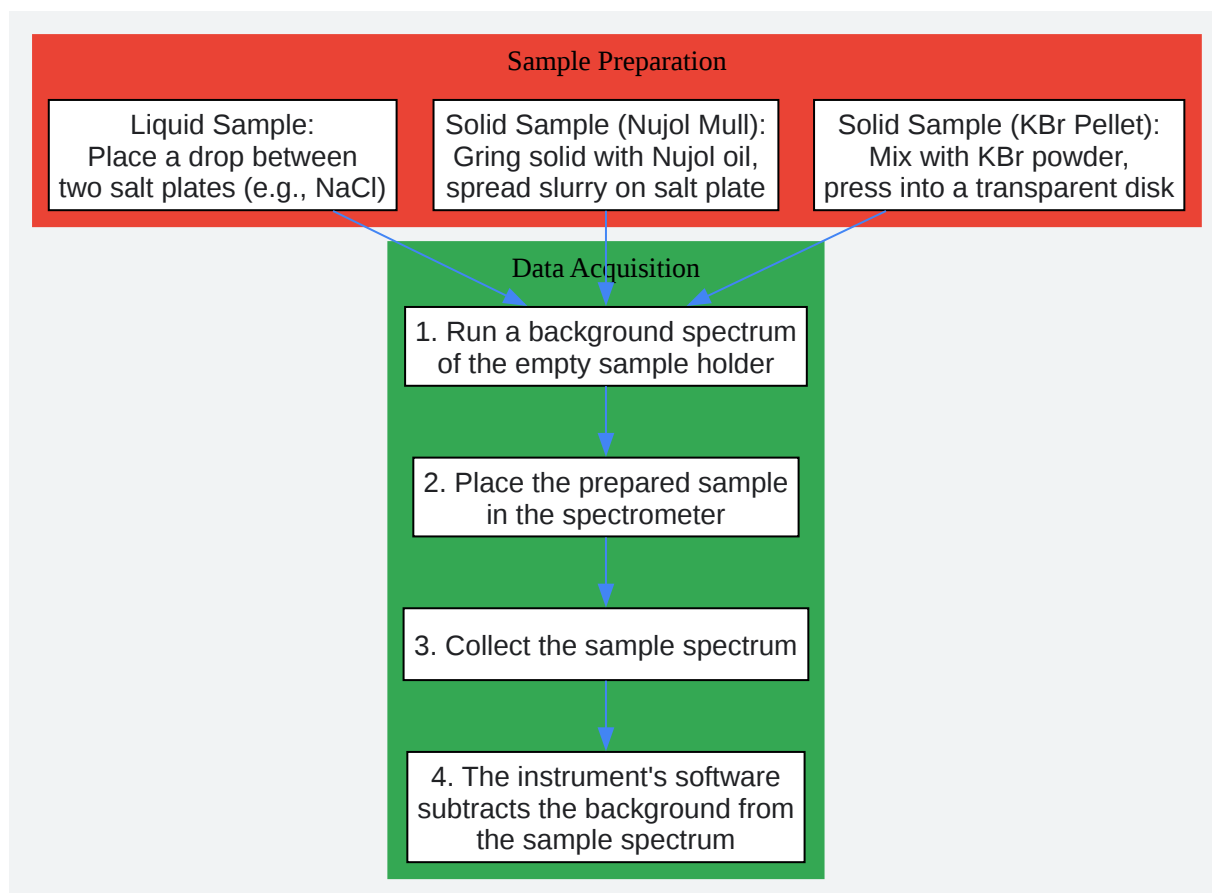 Sample Preparation
Liquid Sample:
Place a drop between
two salt plates (e.g., NaCl)
Solid Sample (Nujol Mull):
Gring solid with Nujol oil,
spread slurry on salt plate
Solid Sample (KBr Pellet):
Mix with KBr powder,
press into a transparent disk
Data Acquisition
1. Run a background spectrum
of the empty sample holder
2. Place the prepared sample
in the spectrometer
3. Collect the sample spectrum
4. The instrument's software
subtracts the background from
the sample spectrum